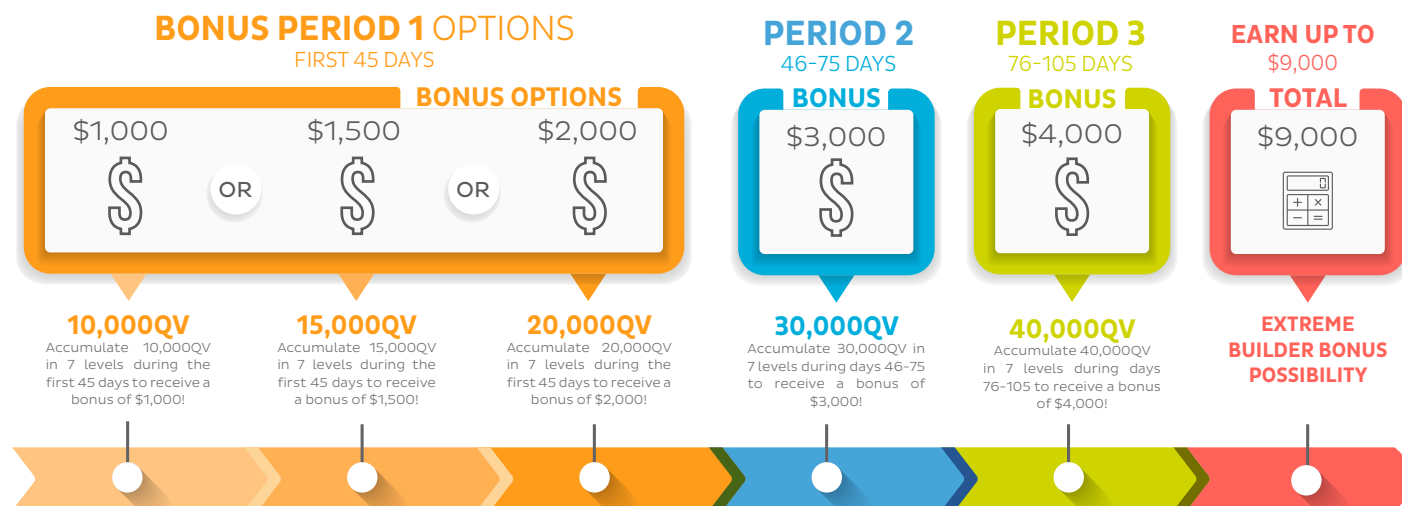 BONUS PERIOD 1 OPTIONS
FIRST 45 DAYS
BONUS OPTIONS
$1,000
$
OR
$1,500
$
OR
$2,000
$
10,000QV
Accumulate 10,000QV
in 7 levels during the
first 45 days to receive a
bonus of $1,000!
15,000QV
Accumulate 15,000QV
in 7 levels during the
first 45 days to receive
a bonus of $1,500!
20,000QV
Accumulate 20,000QV
in 7 levels during the
first 45 days to receive a
bonus of $2,000!
PERIOD 2
46-75 DAYS
BONUS
$3,000
$
30,000QV
Accumulate 30,000QV in
7 levels during days 46-75
to receive a bonus of
$3,000!
PERIOD 3
76-105 DAYS
BONUS
$4,000
$
40,000QV
Accumulate 40,000QV
in 7 levels during days
76-105 to receive a bonus
of $4,000!
EARN UP TO
$9,000
TOTAL
$9,000
0
+ ×
− =
EXTREME
BUILDER BONUS
POSSIBILITY